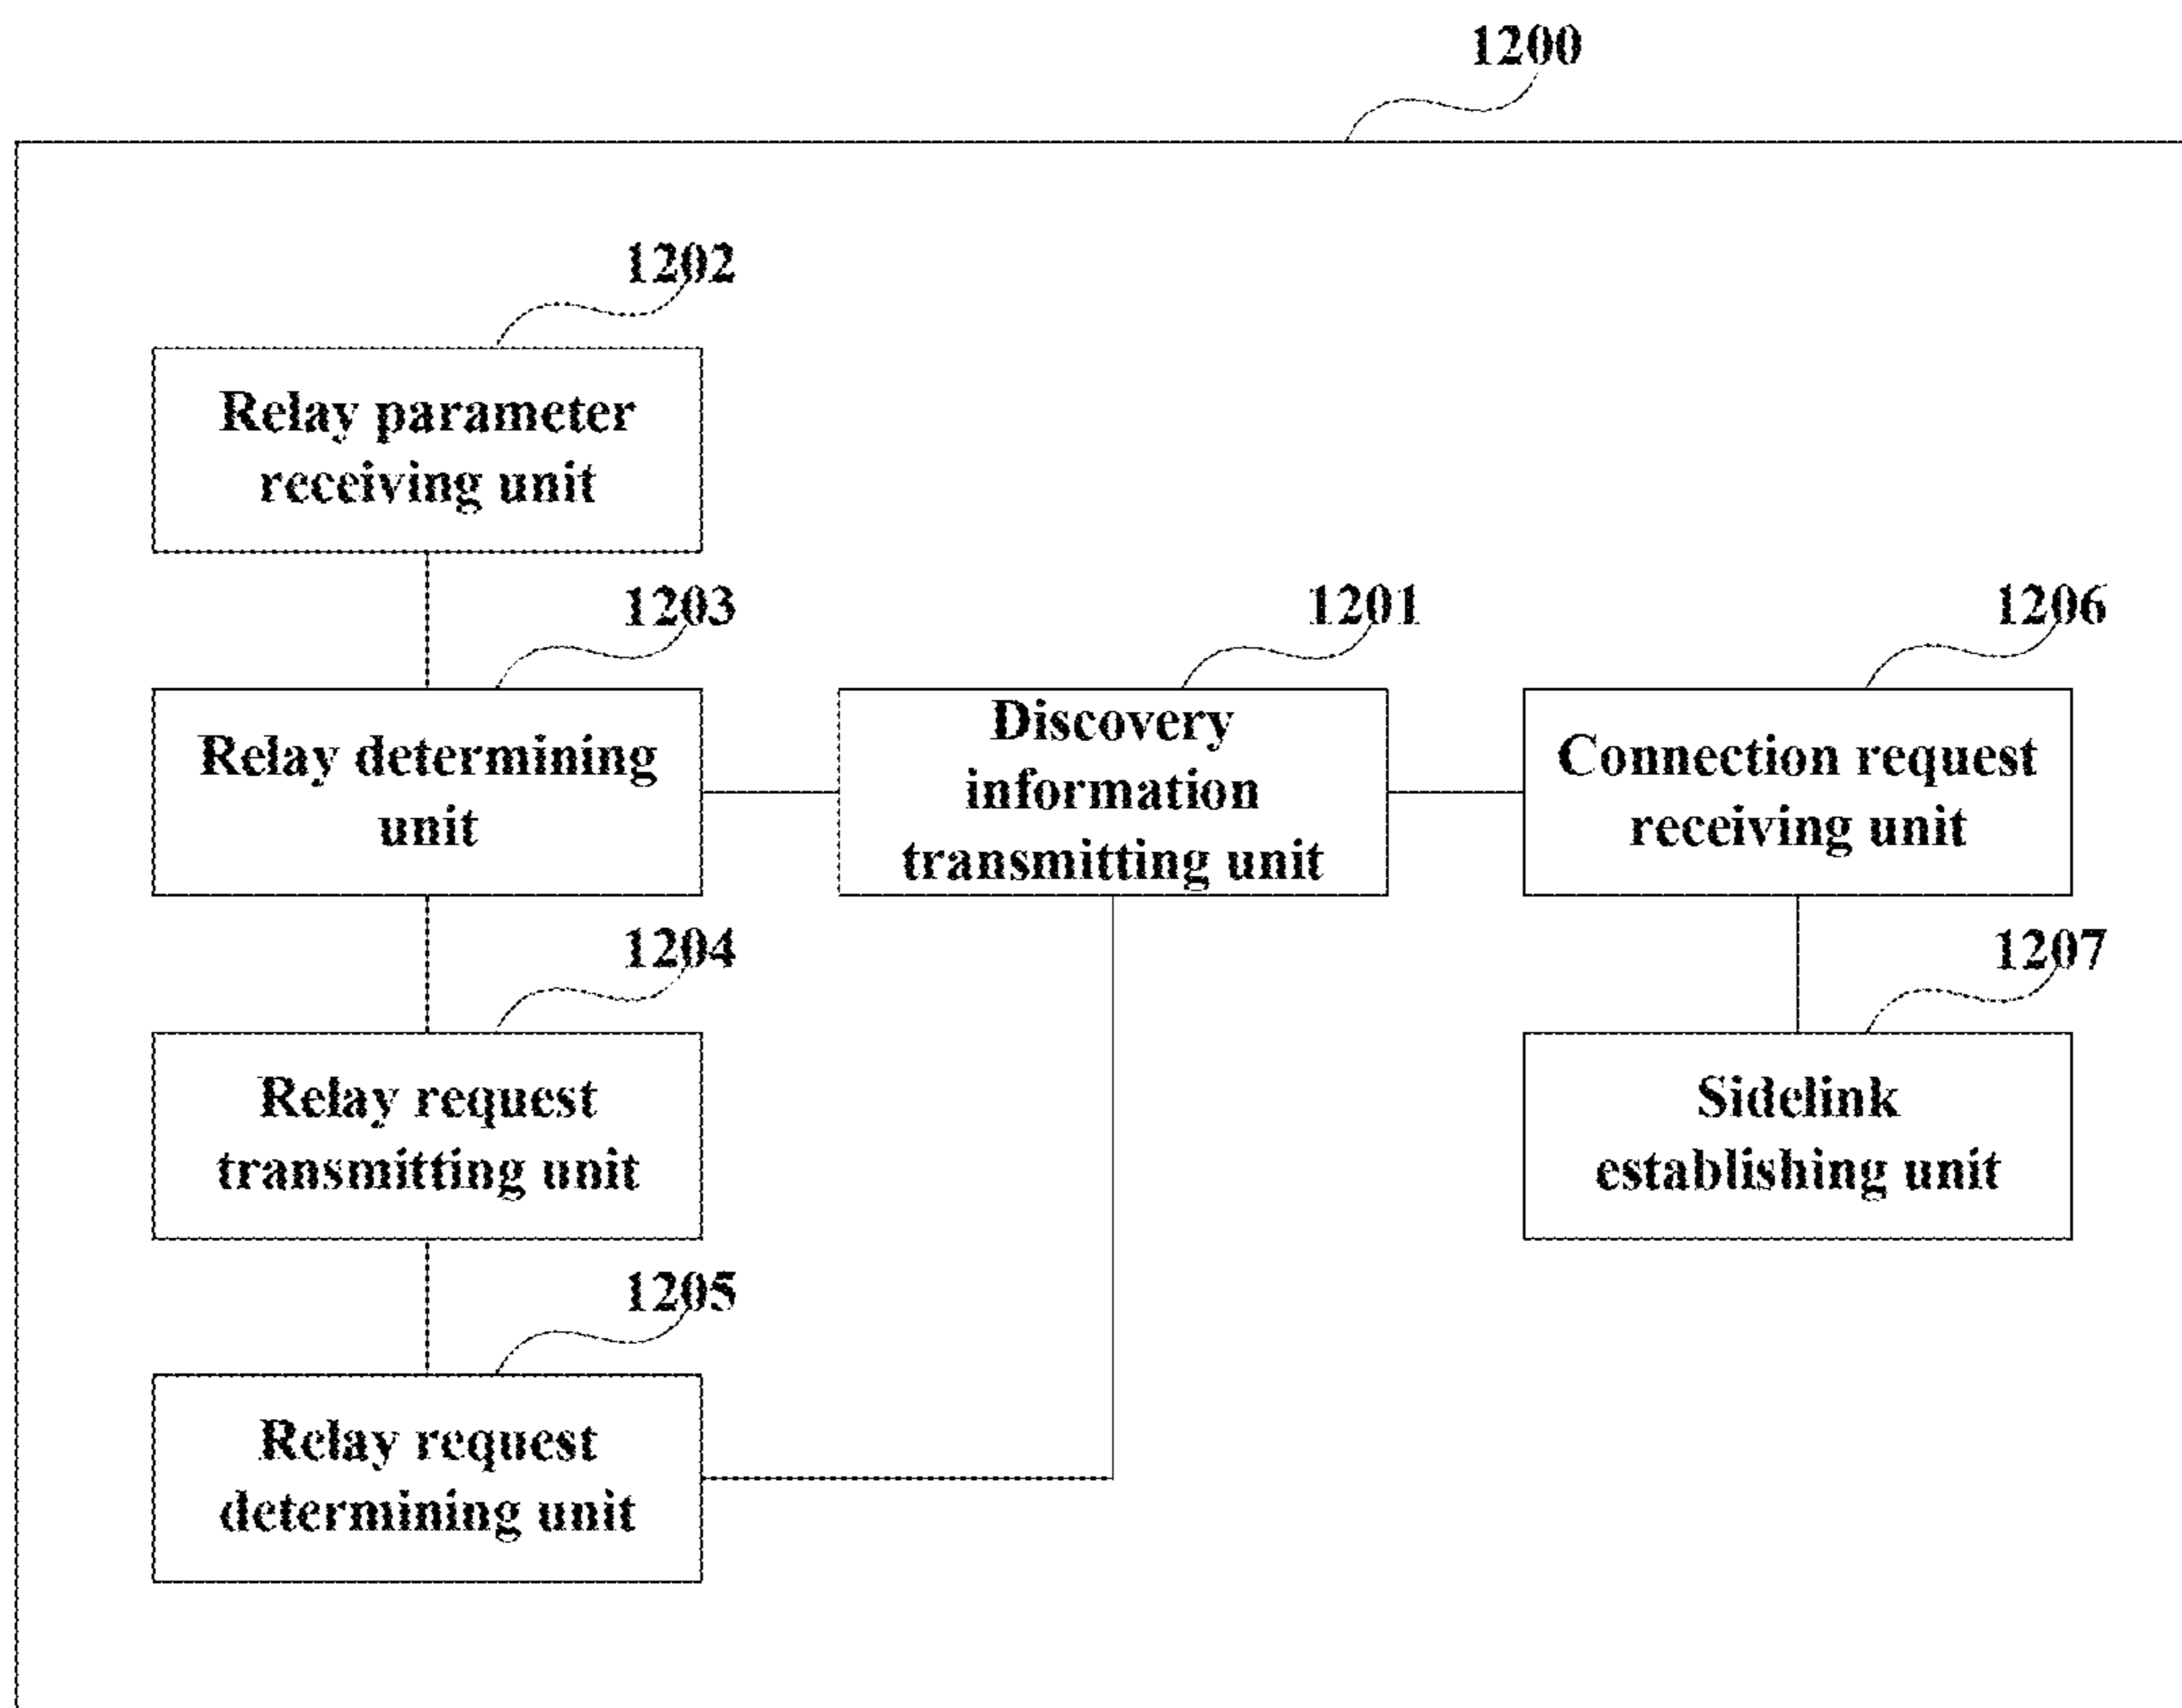 1200
1202
Relay parameter
receiving unit
1203
Relay determining
unit
1201
Discovery
information
transmitting unit
1206
Connection request
receiving unit
1204
Relay request
transmitting unit
1207
Sidelink
establishing unit
1205
Relay request
determining unit